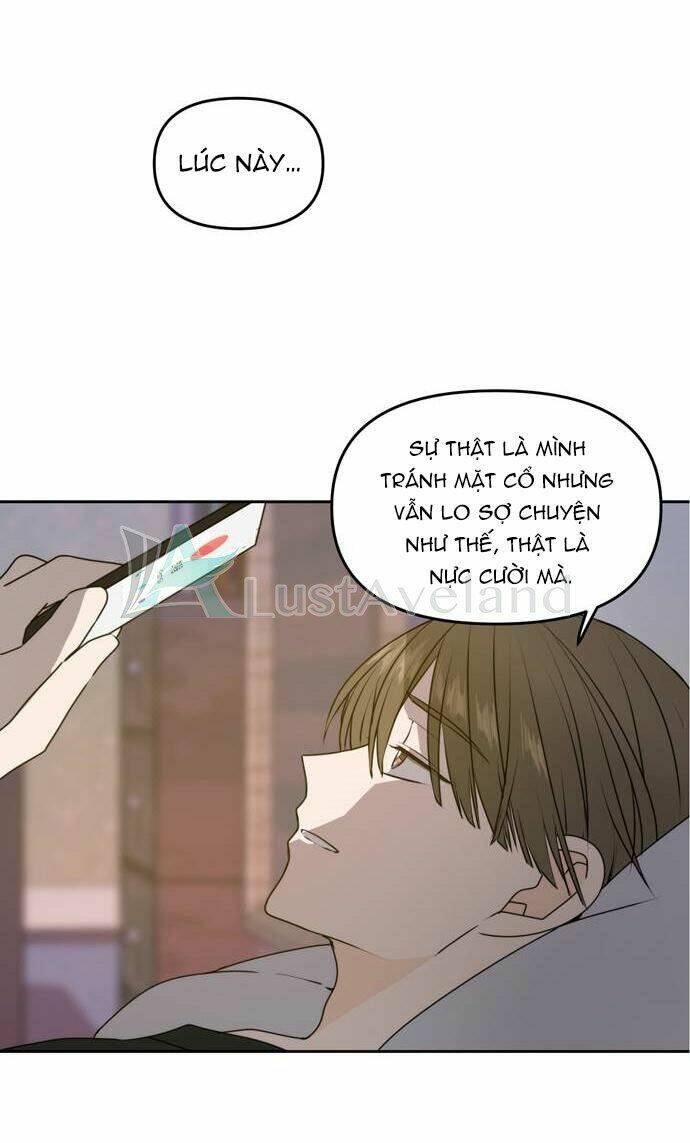 LÚC NÀY...
SỰ THẬT LÀ MÌNH
TRÁNH MẶT CỔ NHƯNG
VẪN LO SỢ CHUYỆN
NHƯ THẾ, THẬT LÀ
NỰC CƯỜI MÀ.
LustAveland